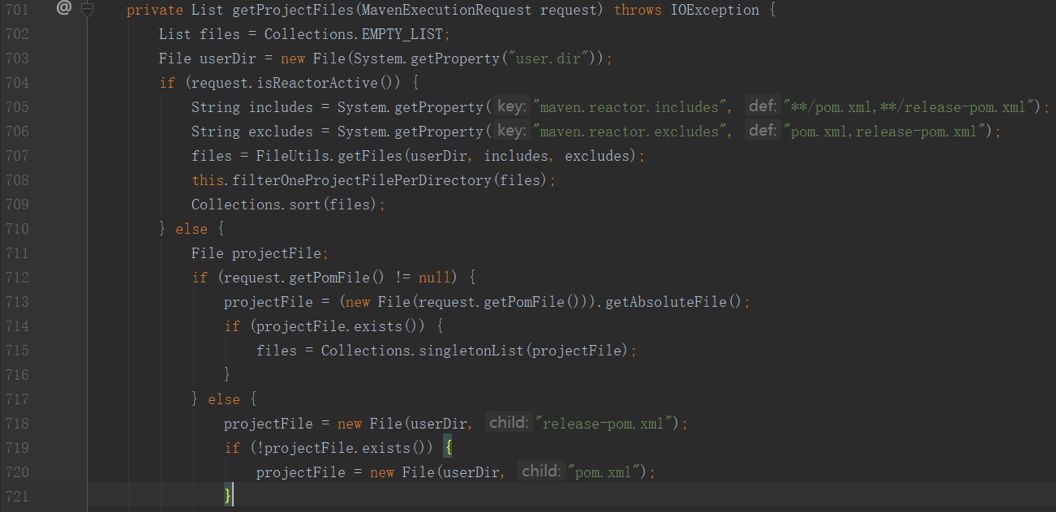 701 @ private List getProjectFiles(MavenExecutionRequest request) throws IOException {
702 List files = Collections.EMPTY_LIST;
703 File userDir = new File(System.getProperty("user.dir"));
704 if (request.isReactorActive()) {
705 String includes = System.getProperty( key: "maven.reactor.includes", def: "**/pom.xml,**/release-pom.xml");
706 String excludes = System.getProperty( key: "maven.reactor.excludes", def: "pom.xml,release-pom.xml");
707 files = FileUtils.getFiles(userDir, includes, excludes);
708 this.filterOneProjectFilePerDirectory(files);
709 Collections.sort(files);
710 } else {
711 File projectFile;
712 if (request.getPomFile() != null) {
713 projectFile = (new File(request.getPomFile())).getAbsoluteFile();
714 if (projectFile.exists()) {
715 files = Collections.singletonList(projectFile);
716 }
717 } else {
718 projectFile = new File(userDir, child: "release-pom.xml");
719 if (!projectFile.exists()) {
720 projectFile = new File(userDir, child: "pom.xml");
721 }